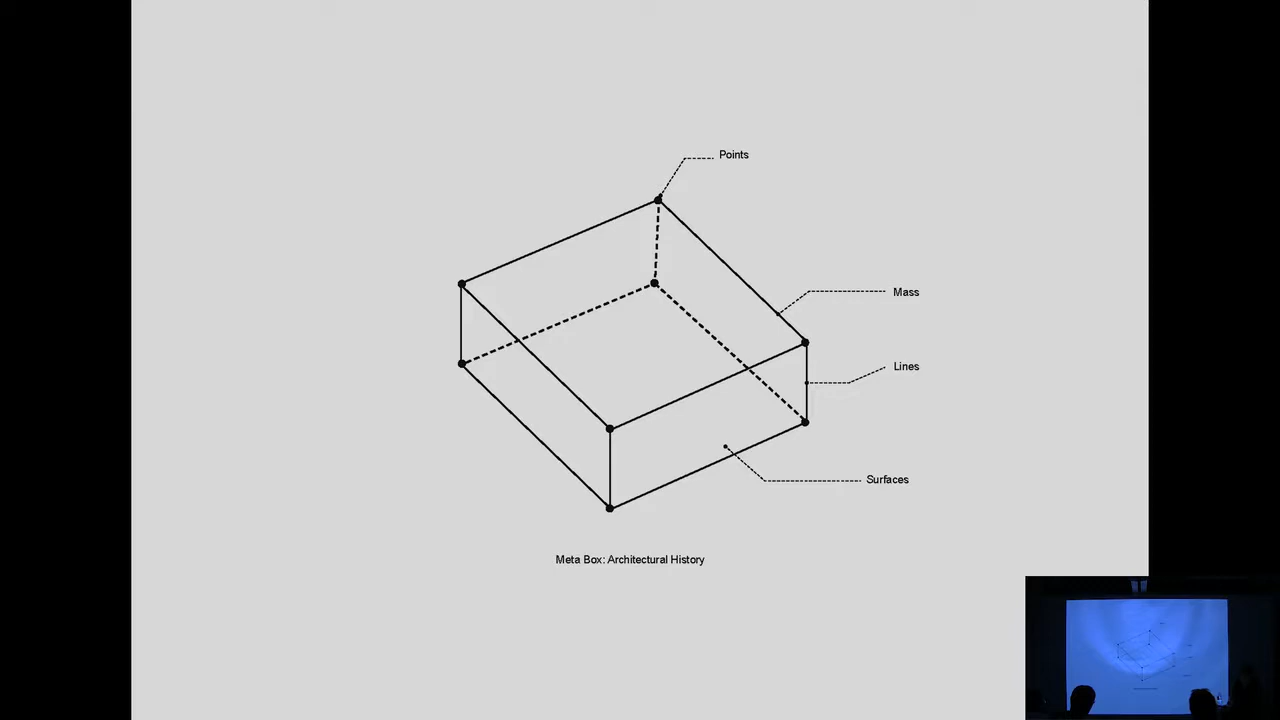 Points
Mass
Lines
Surfaces
Meta Box: Architectural History